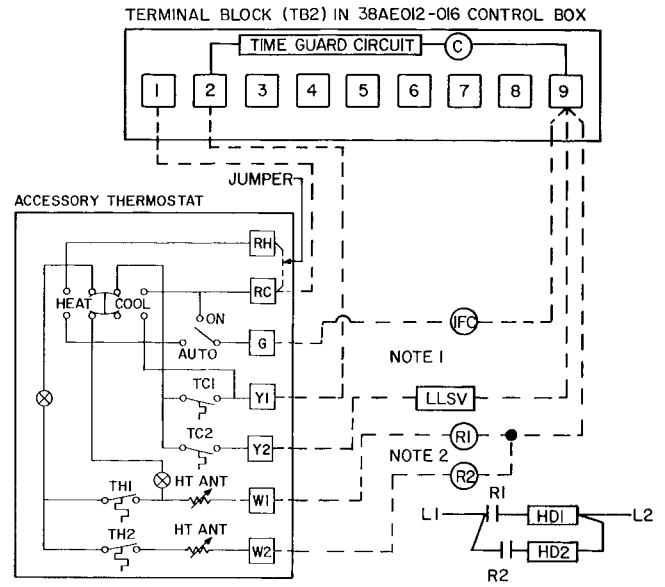 TERMINAL BLOCK (TB2) IN 38AE012-016 CONTROL BOX
TIME GUARD CIRCUIT
C
1 2 3 4 5 6 7 8 9
JUMPER
ACCESSORY THERMOSTAT
RH
RC
HEAT COOL
ON
AUTO
G
IFC
NOTE 1
TC1
Y1
LLSV
TC2
Y2
R1
NOTE 2
R2
TH1
HT ANT
W1
TH2
HT ANT
W2
R1
L1
HD1
L2
HD2
R2